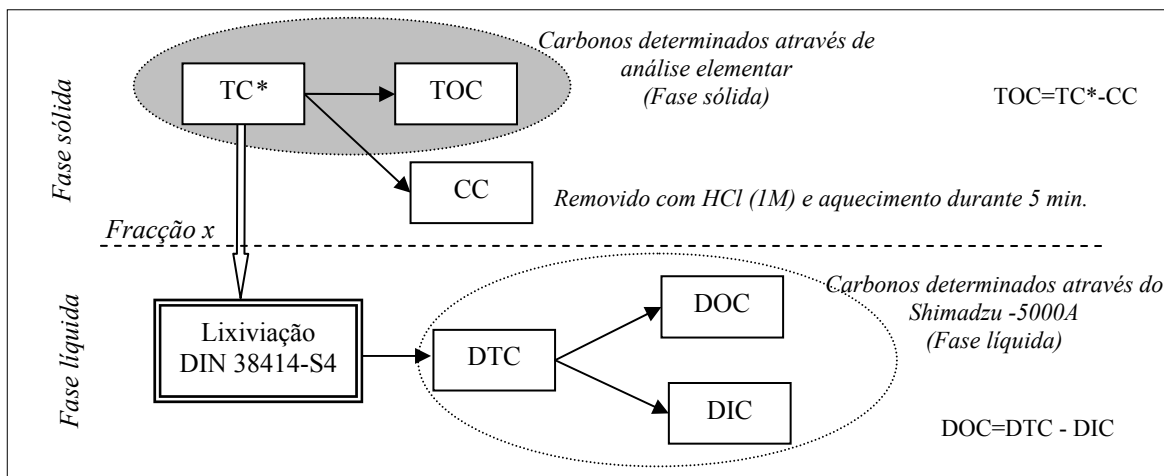 Fase sólida
Carbonos determinados através de
análise elementar
(Fase sólida)
TC*
TOC
TOC=TC*-CC
CC
Removido com HCl (1M) e aquecimento durante 5 min.
Fracção x
Fase líquida
Lixiviação
DIN 38414-S4
DTC
DOC
DIC
Carbonos determinados através do
Shimadzu -5000A
(Fase líquida)
DOC=DTC - DIC